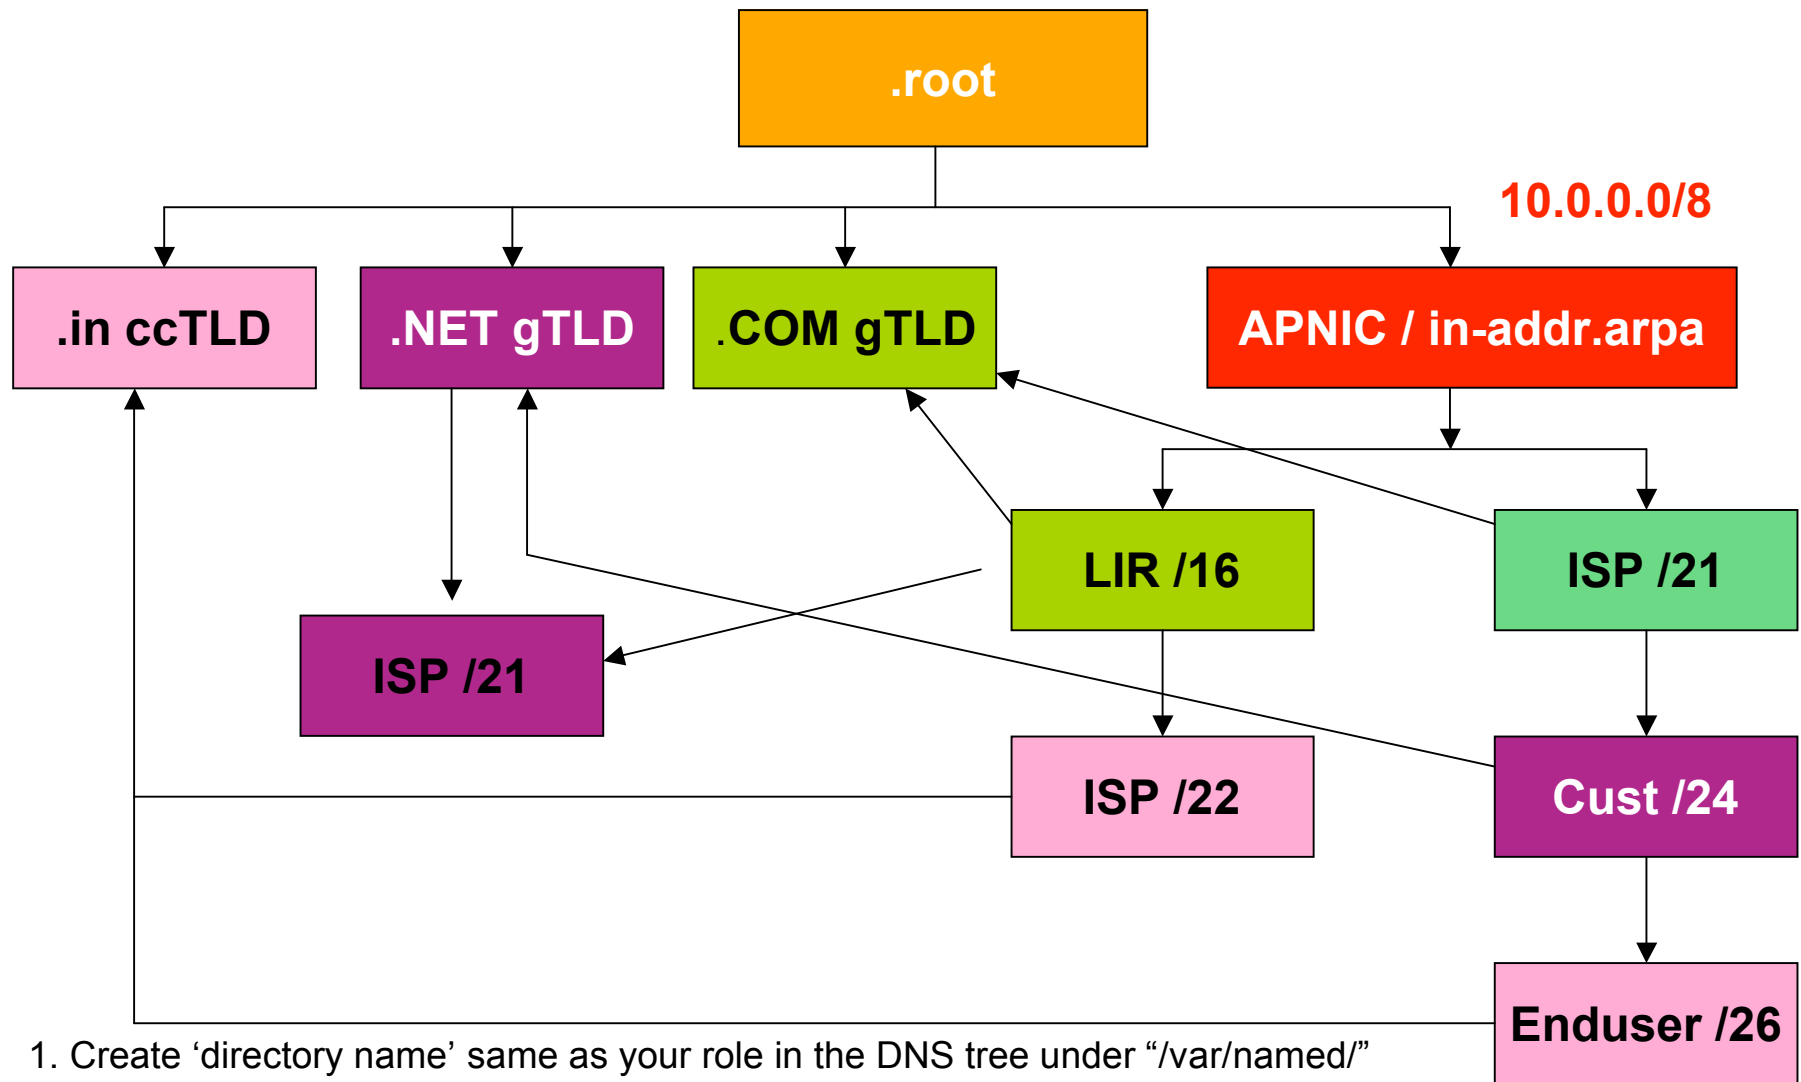 .root
10.0.0.0/8
.in ccTLD
.NET gTLD
.COM gTLD
APNIC / in-addr.arpa
LIR /16
ISP /21
ISP /21
ISP /22
Cust /24
Enduser /26
1. Create ‘directory name’ same as your role in the DNS tree under “/var/named/”